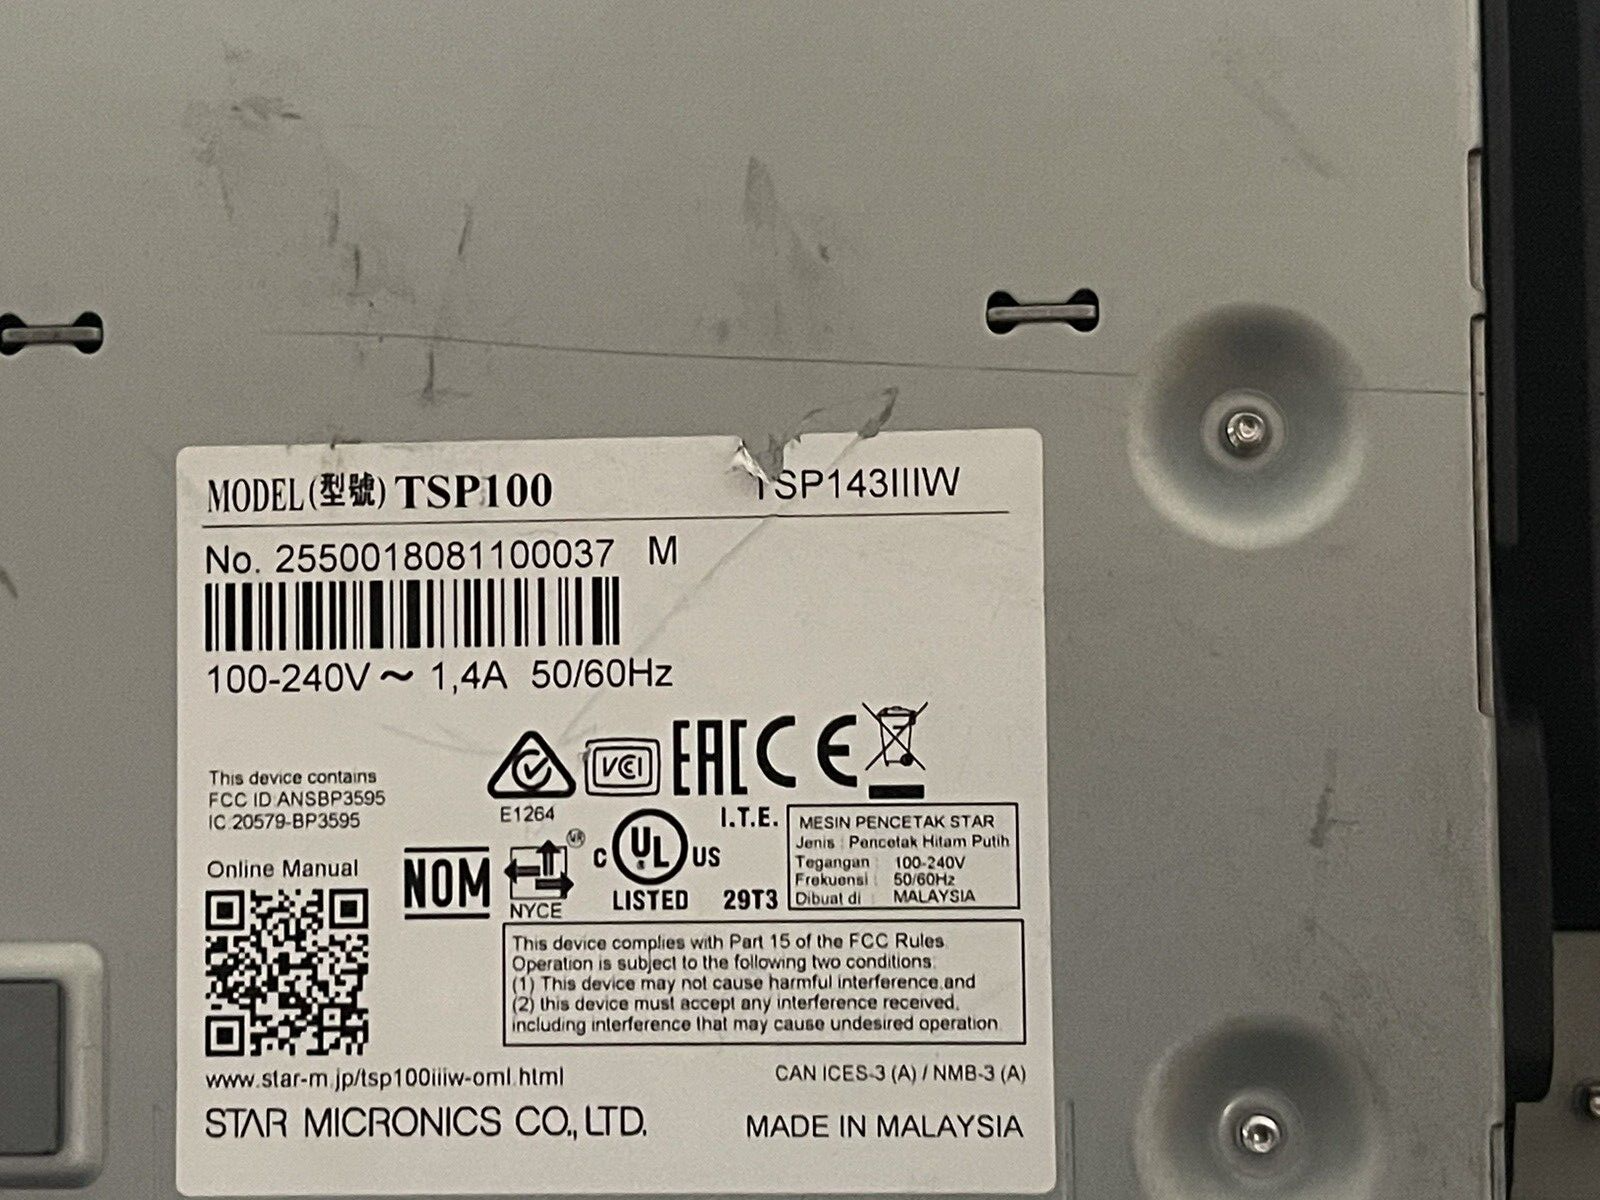 MODEL(型號) TSP100 TSP143IIIW
No. 2550018081100037 M
100-240V ~ 1,4A 50/60Hz
This device contains
FCC ID:ANSBP3595
IC:20579-BP3595
E1264
VCI
EAC CE
Online Manual
NOM
NYCE
C UL US
LISTED
I.T.E.
29T3
MESIN PENCETAK STAR
Jenis : Pencetak Hitam Putih
Tegangan : 100-240V
Frekuensi : 50/60Hz
Dibuat di : MALAYSIA
This device complies with Part 15 of the FCC Rules.
Operation is subject to the following two conditions:
(1) This device may not cause harmful interference,and
(2) this device must accept any interference received,
including interference that may cause undesired operation.
www.star-m.jp/tsp100iiiw-oml.html
CAN ICES-3 (A) / NMB-3 (A)
STAR MICRONICS CO., LTD.
MADE IN MALAYSIA